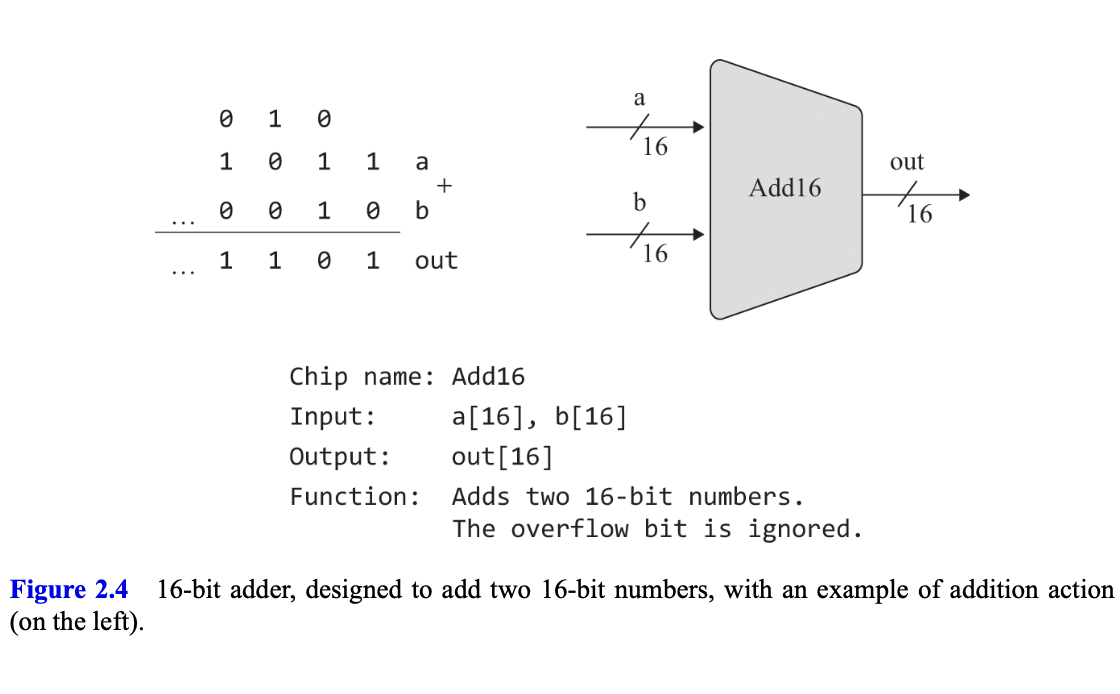 0 1 0
1 0 1 1 a
+
... 0 0 1 0 b
... 1 1 0 1 out
a
16
b
16
Add16
out
16
Chip name: Add16
Input: a[16], b[16]
Output: out[16]
Function: Adds two 16-bit numbers.
The overflow bit is ignored.
Figure 2.4 16-bit adder, designed to add two 16-bit numbers, with an example of addition action
(on the left).